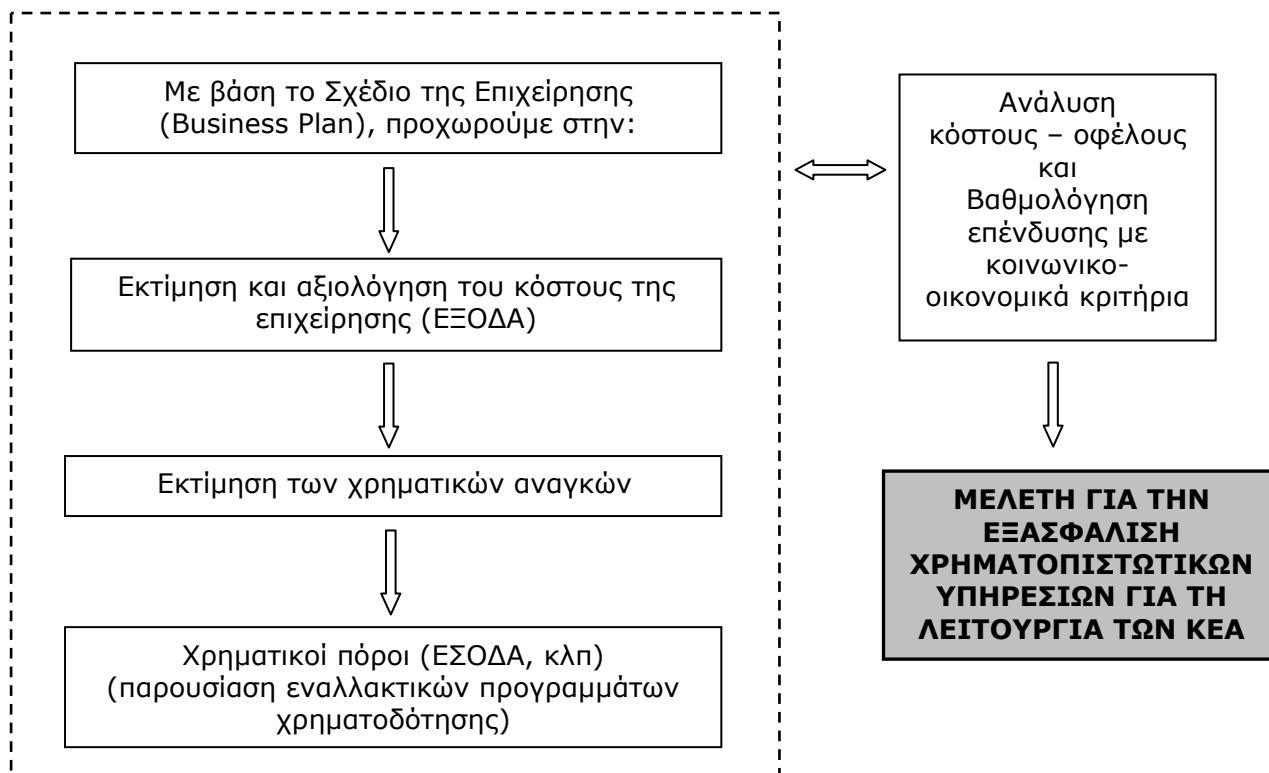 Με βάση το Σχέδιο της Επιχείρησης
(Business Plan), προχωρούμε στην:
Εκτίμηση και αξιολόγηση του κόστους της
επιχείρησης (ΕΞΟΔΑ)
Εκτίμηση των χρηματικών αναγκών
Χρηματικοί πόροι (ΕΣΟΔΑ, κλπ)
(παρουσίαση εναλλακτικών προγραμμάτων
χρηματοδότησης)
Ανάλυση
κόστους – οφέλους
και
Βαθμολόγηση
επένδυσης με
κοινωνικο-
οικονομικά κριτήρια
ΜΕΛΕΤΗ ΓΙΑ ΤΗΝ
ΕΞΑΣΦΑΛΙΣΗ
ΧΡΗΜΑΤΟΠΙΣΤΩΤΙΚΩΝ
ΥΠΗΡΕΣΙΩΝ ΓΙΑ ΤΗ
ΛΕΙΤΟΥΡΓΙΑ ΤΩΝ ΚΕΑ